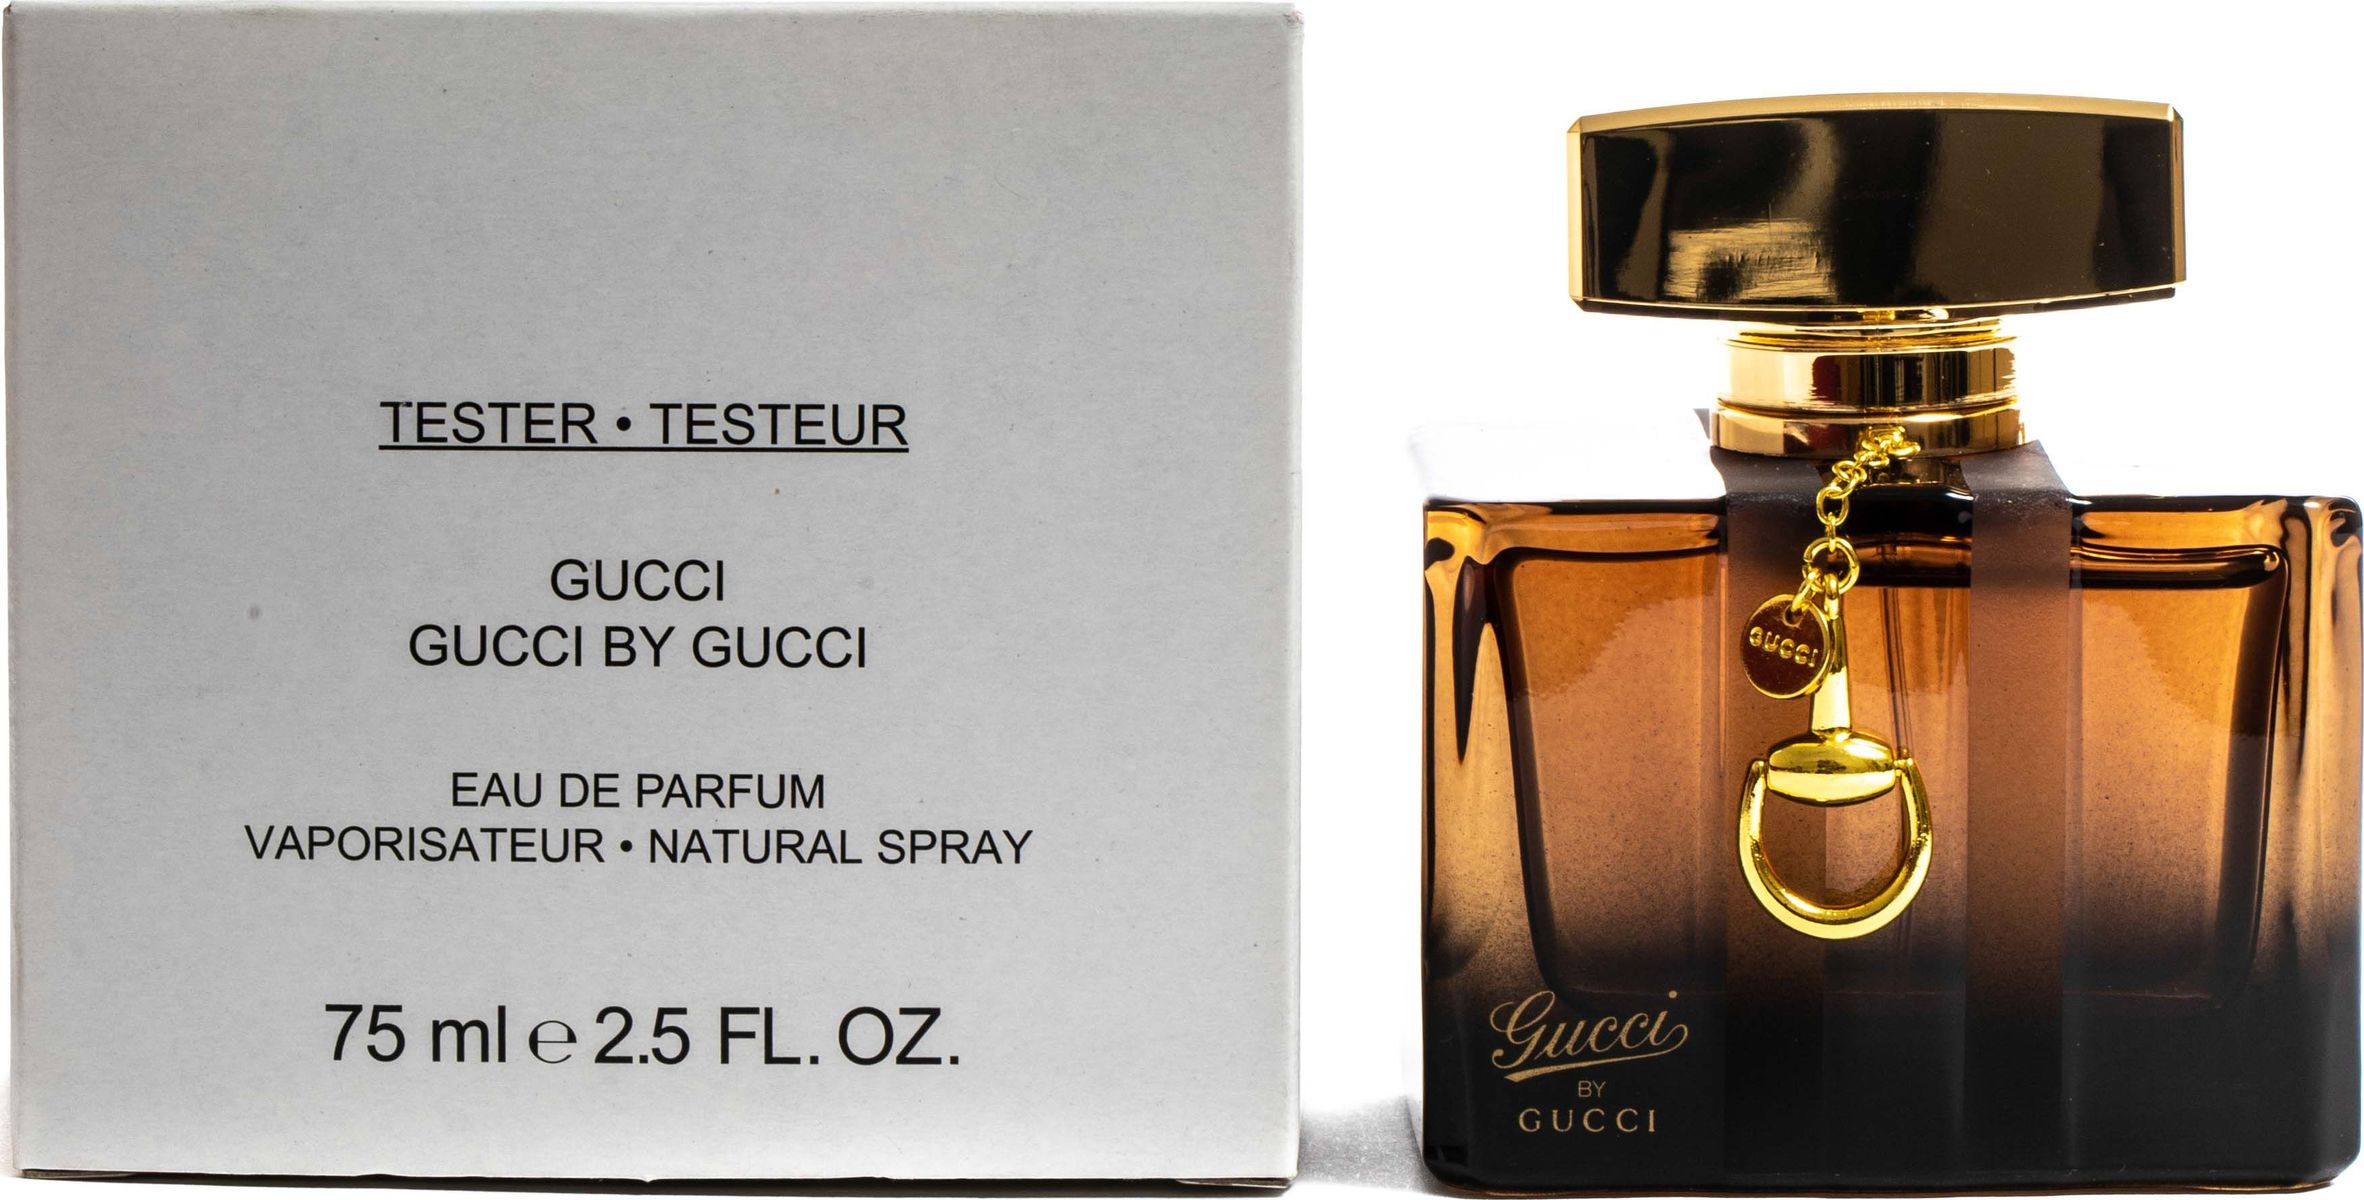 TESTER • TESTEUR
GUCCI
GUCCI BY GUCCI
EAU DE PARFUM
VAPORISATEUR • NATURAL SPRAY
75 ml ℮ 2.5 FL. OZ.
GUCCI
Gucci
BY
GUCCI